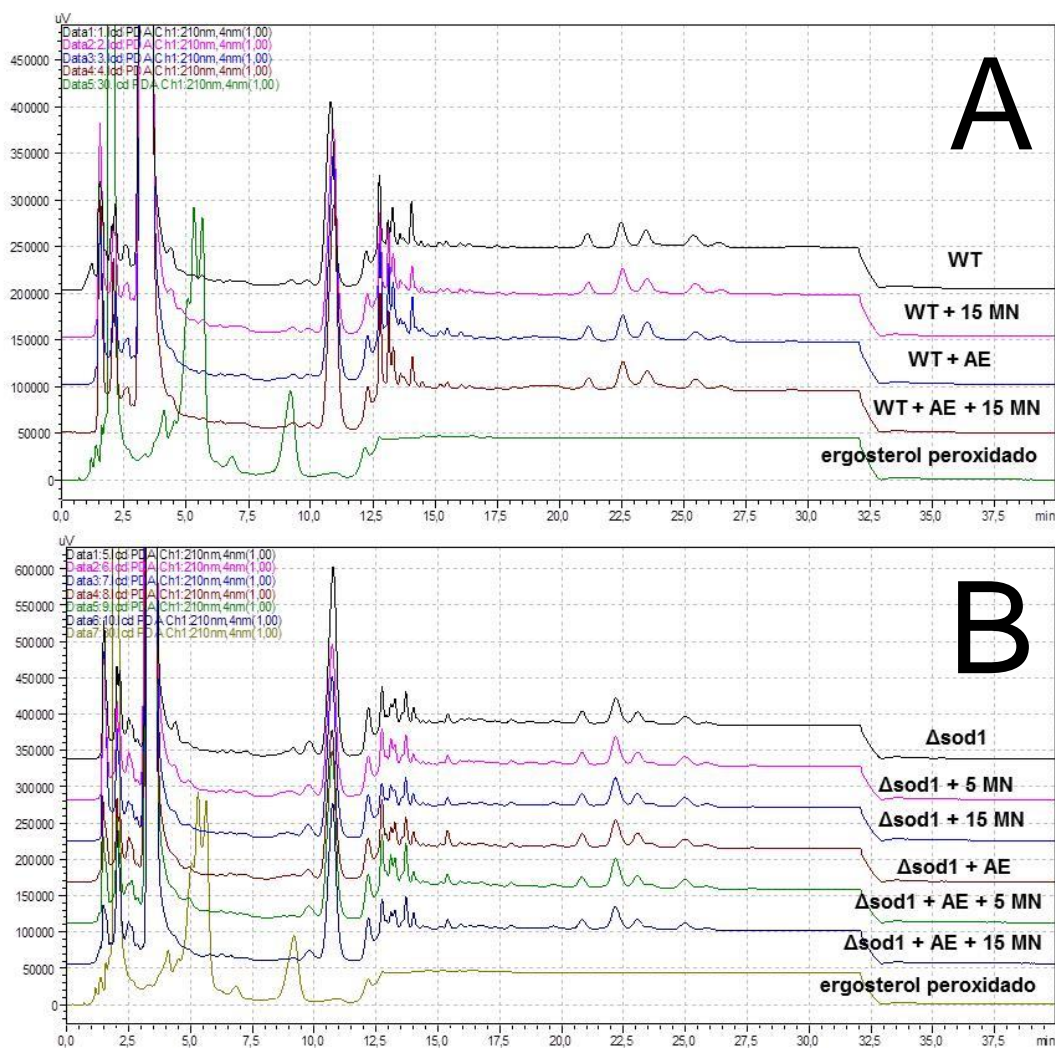 uV
Data1:1.lcd PDA Ch1:210nm,4nm(1,00)
Data2:2.lcd PDA Ch1:210nm,4nm(1,00)
Data3:3.lcd PDA Ch1:210nm,4nm(1,00)
Data4:4.lcd PDA Ch1:210nm,4nm(1,00)
Data5:30.lcd PDA Ch1:210nm,4nm(1,00)
A
450000
400000
350000
300000
250000
WT
200000
WT + 15 MN
150000
WT + AE
100000
WT + AE + 15 MN
50000
ergosterol peroxidado
0
0,0 2,5 5,0 7,5 10,0 12,5 15,0 17,5 20,0 22,5 25,0 27,5 30,0 32,5 35,0 37,5 min
uV
Data1:5.lcd PDA Ch1:210nm,4nm(1,00)
Data2:6.lcd PDA Ch1:210nm,4nm(1,00)
Data3:7.lcd PDA Ch1:210nm,4nm(1,00)
Data4:8.lcd PDA Ch1:210nm,4nm(1,00)
Data5:9.lcd PDA Ch1:210nm,4nm(1,00)
Data6:10.lcd PDA Ch1:210nm,4nm(1,00)
Data7:30.lcd PDA Ch1:210nm,4nm(1,00)
B
600000
550000
500000
450000
400000
Δsod1
350000
Δsod1 + 5 MN
300000
250000
Δsod1 + 15 MN
200000
Δsod1 + AE
150000
Δsod1 + AE + 5 MN
100000
Δsod1 + AE + 15 MN
50000
ergosterol peroxidado
0
0,0 2,5 5,0 7,5 10,0 12,5 15,0 17,5 20,0 22,5 25,0 27,5 30,0 32,5 35,0 37,5 min